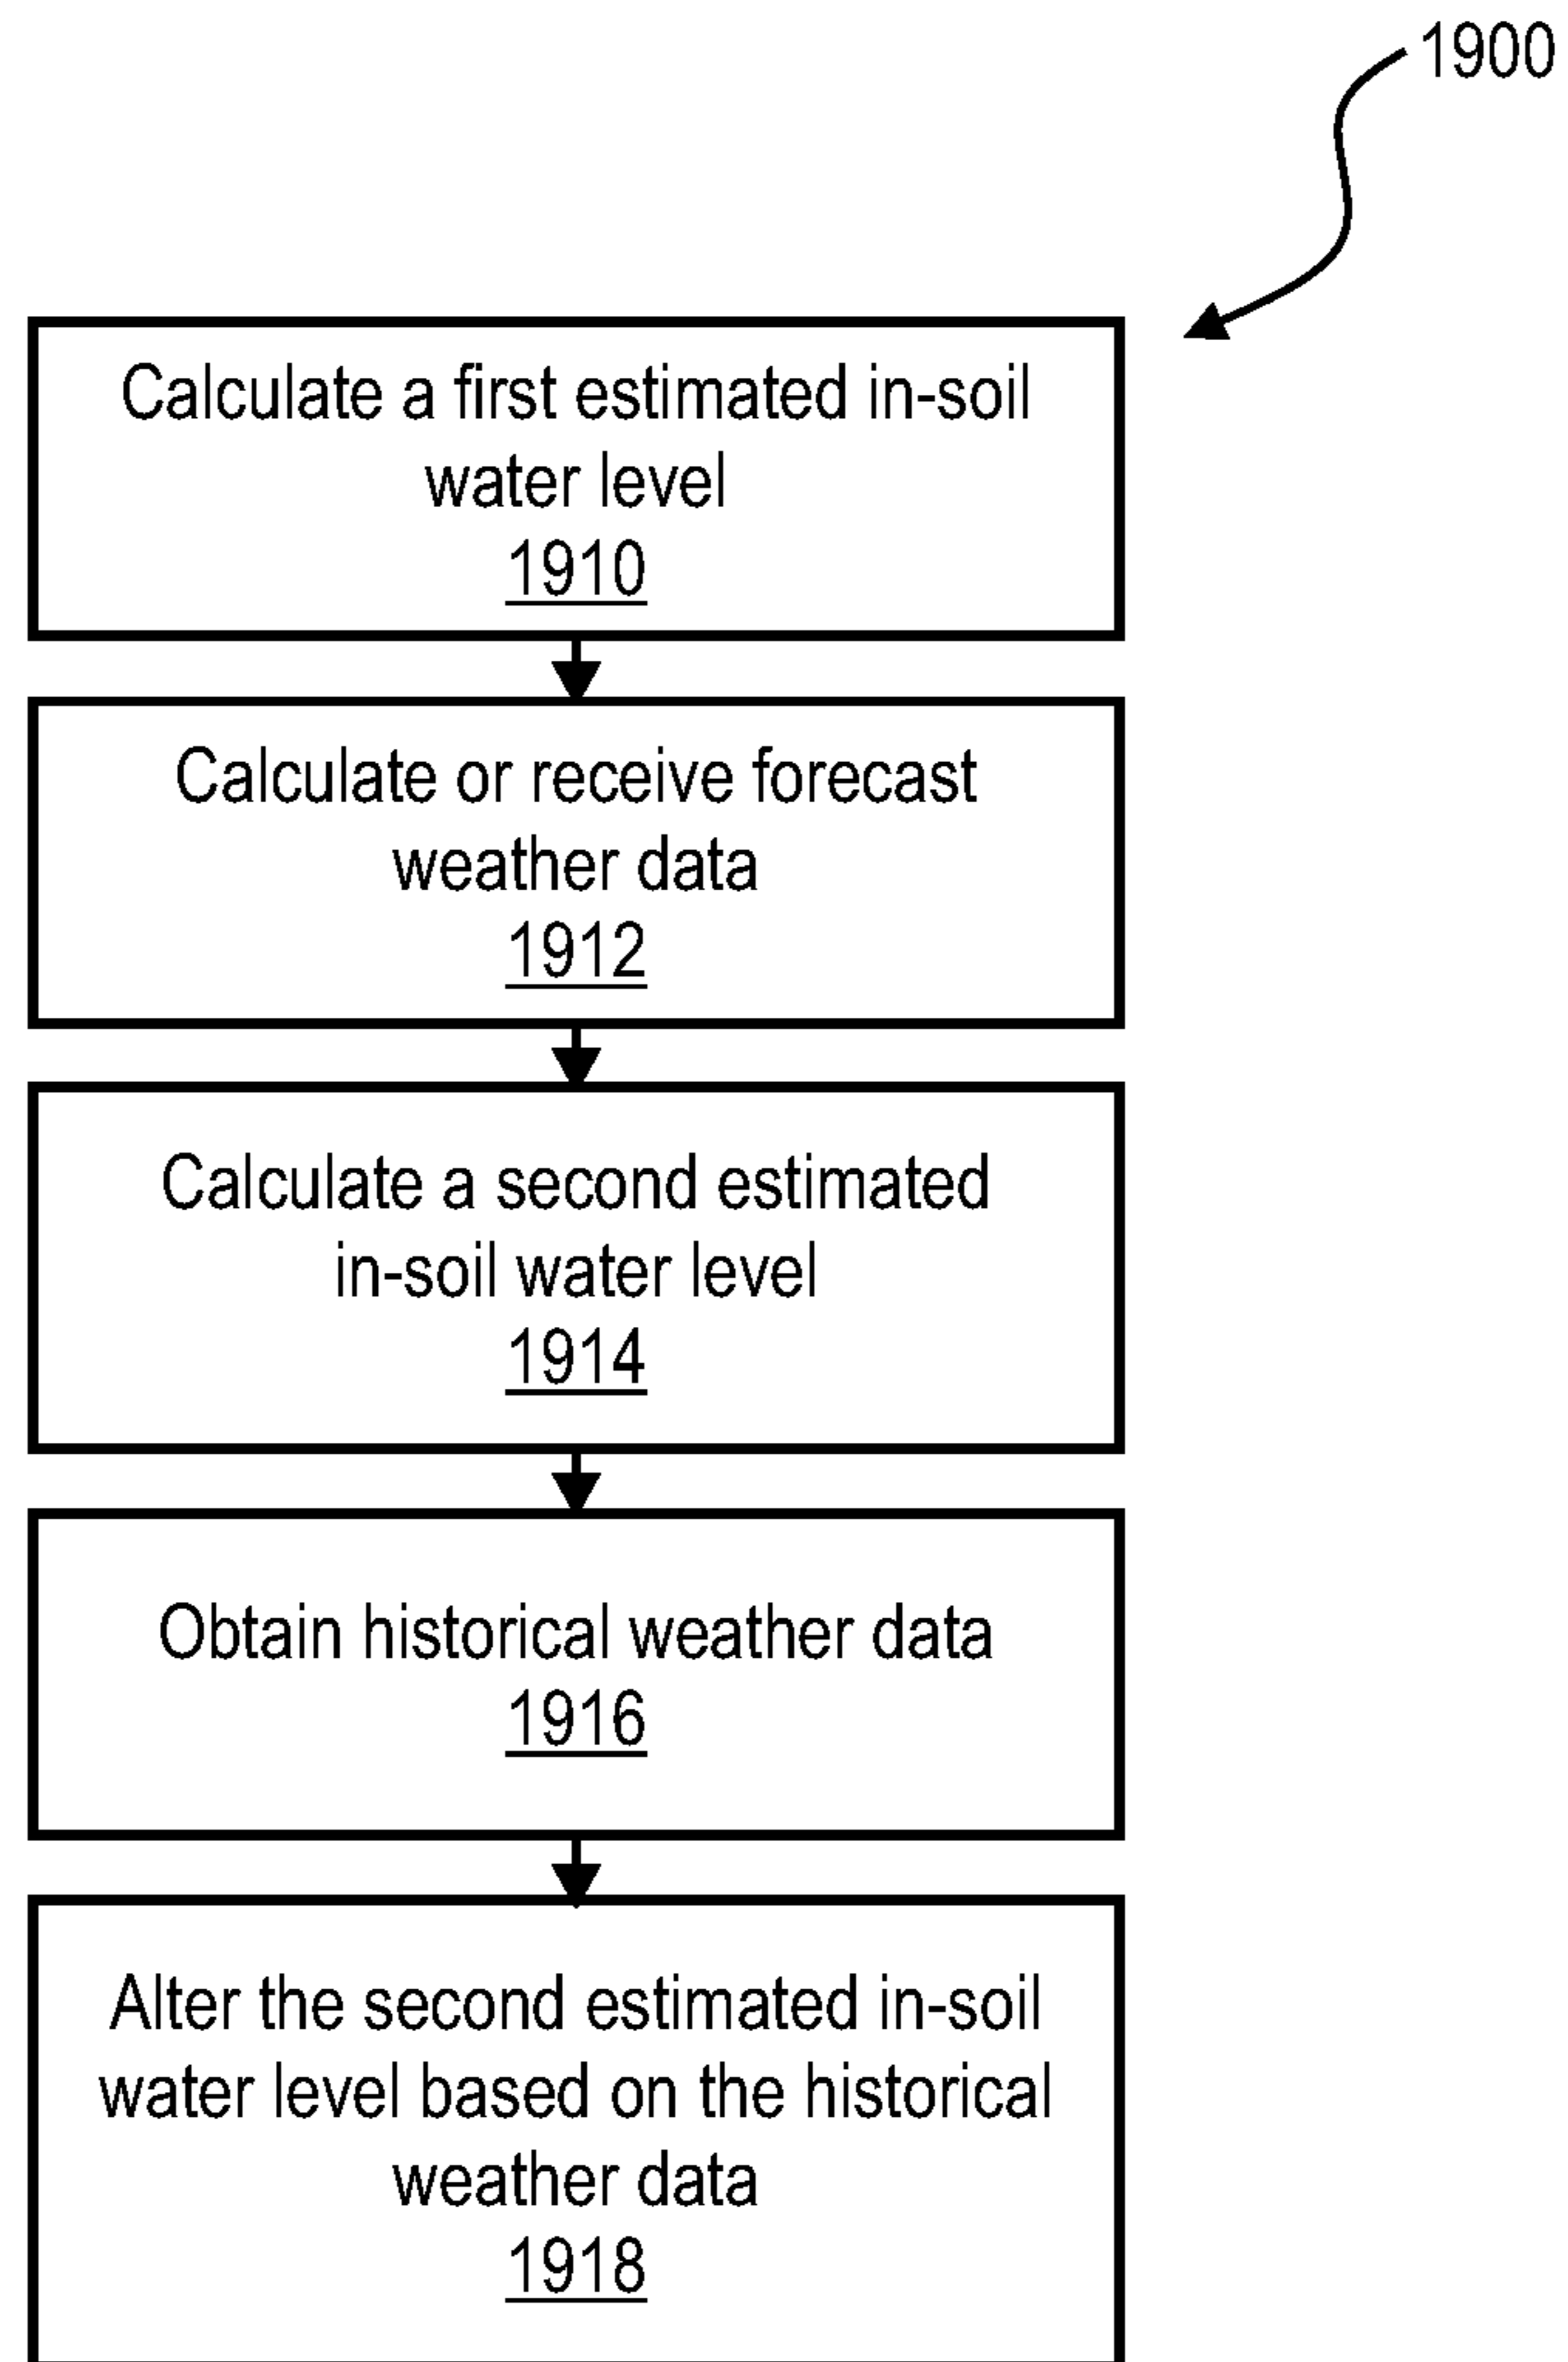 1900
Calculate a first estimated in-soil
water level
1910
Calculate or receive forecast
weather data
1912
Calculate a second estimated
in-soil water level
1914
Obtain historical weather data
1916
Alter the second estimated in-soil
water level based on the historical
weather data
1918